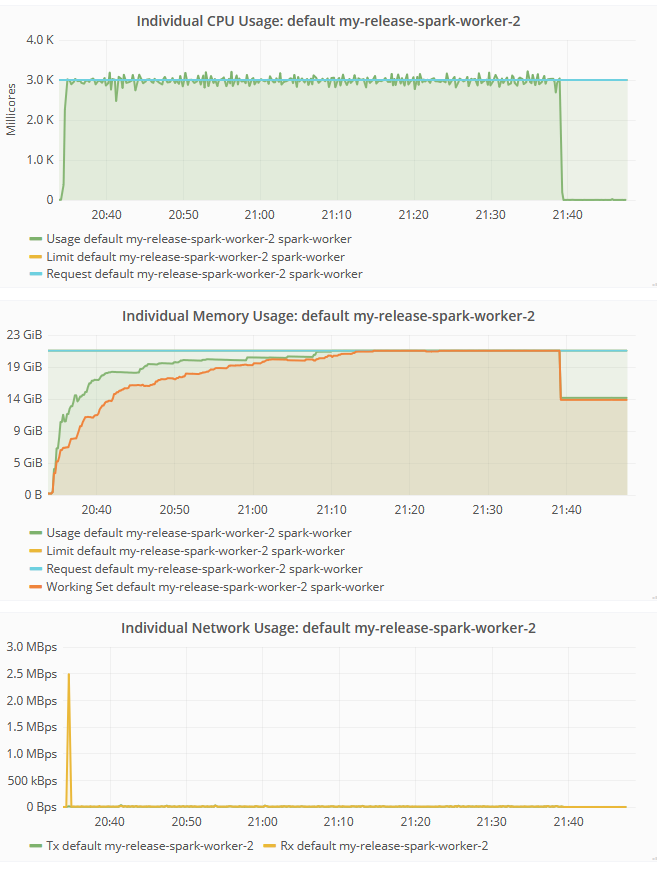 Individual CPU Usage: default my-release-spark-worker-2
4.0 K
3.0 K
2.0 K
1.0 K
0
Millicores
20:40 20:50 21:00 21:10 21:20 21:30 21:40
Usage default my-release-spark-worker-2 spark-worker
Limit default my-release-spark-worker-2 spark-worker
Request default my-release-spark-worker-2 spark-worker
Individual Memory Usage: default my-release-spark-worker-2
23 GiB
19 GiB
14 GiB
9 GiB
5 GiB
0 B
20:40 20:50 21:00 21:10 21:20 21:30 21:40
Usage default my-release-spark-worker-2 spark-worker
Limit default my-release-spark-worker-2 spark-worker
Request default my-release-spark-worker-2 spark-worker
Working Set default my-release-spark-worker-2 spark-worker
Individual Network Usage: default my-release-spark-worker-2
3.0 MBps
2.5 MBps
2.0 MBps
1.5 MBps
1.0 MBps
500 kBps
0 Bps
20:40 20:50 21:00 21:10 21:20 21:30 21:40
Tx default my-release-spark-worker-2 Rx default my-release-spark-worker-2